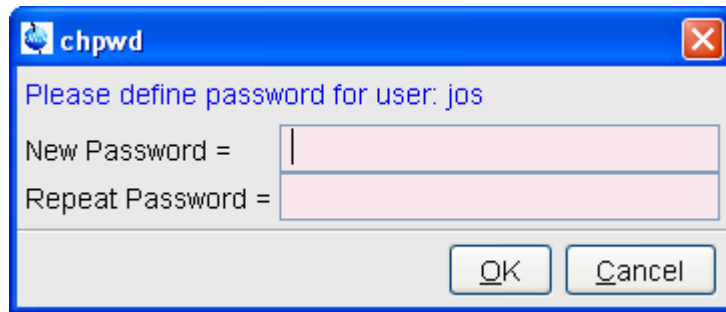 chpwd
Please define password for user: jos
New Password =
Repeat Password =
OK
Cancel